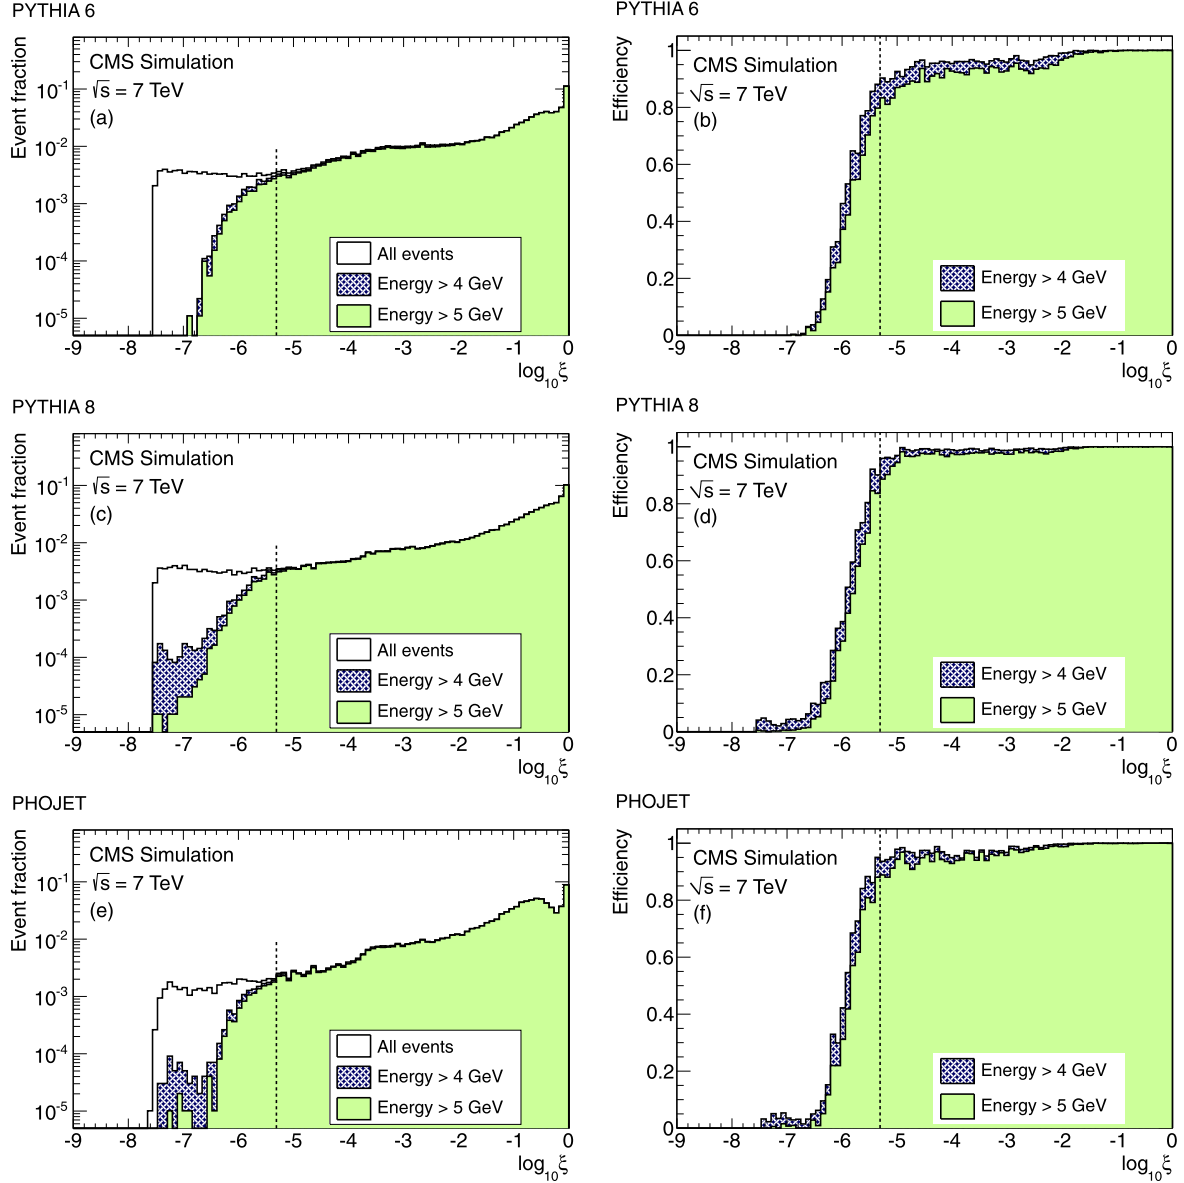 PYTHIA 6
Event fraction
CMS Simulation
√s = 7 TeV
(a)
10⁻¹
10⁻²
10⁻³
10⁻⁴
10⁻⁵
All events
Energy > 4 GeV
Energy > 5 GeV
-9 -8 -7 -6 -5 -4 -3 -2 -1 0
log₁₀ξ
PYTHIA 6
Efficiency
CMS Simulation
√s = 7 TeV
(b)
1
0.8
0.6
0.4
0.2
0
Energy > 4 GeV
Energy > 5 GeV
-9 -8 -7 -6 -5 -4 -3 -2 -1 0
log₁₀ξ
PYTHIA 8
Event fraction
CMS Simulation
√s = 7 TeV
(c)
10⁻¹
10⁻²
10⁻³
10⁻⁴
10⁻⁵
All events
Energy > 4 GeV
Energy > 5 GeV
-9 -8 -7 -6 -5 -4 -3 -2 -1 0
log₁₀ξ
PYTHIA 8
Efficiency
CMS Simulation
√s = 7 TeV
(d)
1
0.8
0.6
0.4
0.2
0
Energy > 4 GeV
Energy > 5 GeV
-9 -8 -7 -6 -5 -4 -3 -2 -1 0
log₁₀ξ
PHOJET
Event fraction
CMS Simulation
√s = 7 TeV
(e)
10⁻¹
10⁻²
10⁻³
10⁻⁴
10⁻⁵
All events
Energy > 4 GeV
Energy > 5 GeV
-9 -8 -7 -6 -5 -4 -3 -2 -1 0
log₁₀ξ
PHOJET
Efficiency
CMS Simulation
√s = 7 TeV
(f)
1
0.8
0.6
0.4
0.2
0
Energy > 4 GeV
Energy > 5 GeV
-9 -8 -7 -6 -5 -4 -3 -2 -1 0
log₁₀ξ